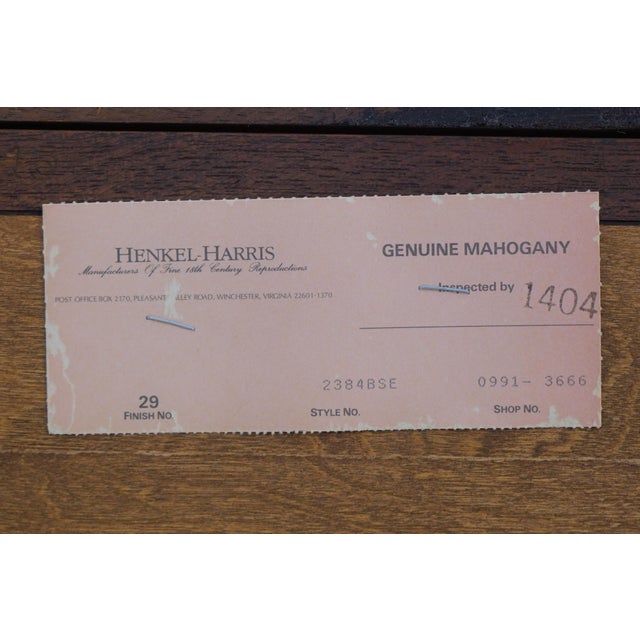 HENKEL-HARRIS
Manufacturers Of Fine 18th Century Reproductions
POST OFFICE BOX 2170, PLEASANT VALLEY ROAD, WINCHESTER, VIRGINIA 22601-1370
GENUINE MAHOGANY
Inspected by 1404
29
FINISH NO.
2384BSE
STYLE NO.
0991- 3666
SHOP NO.